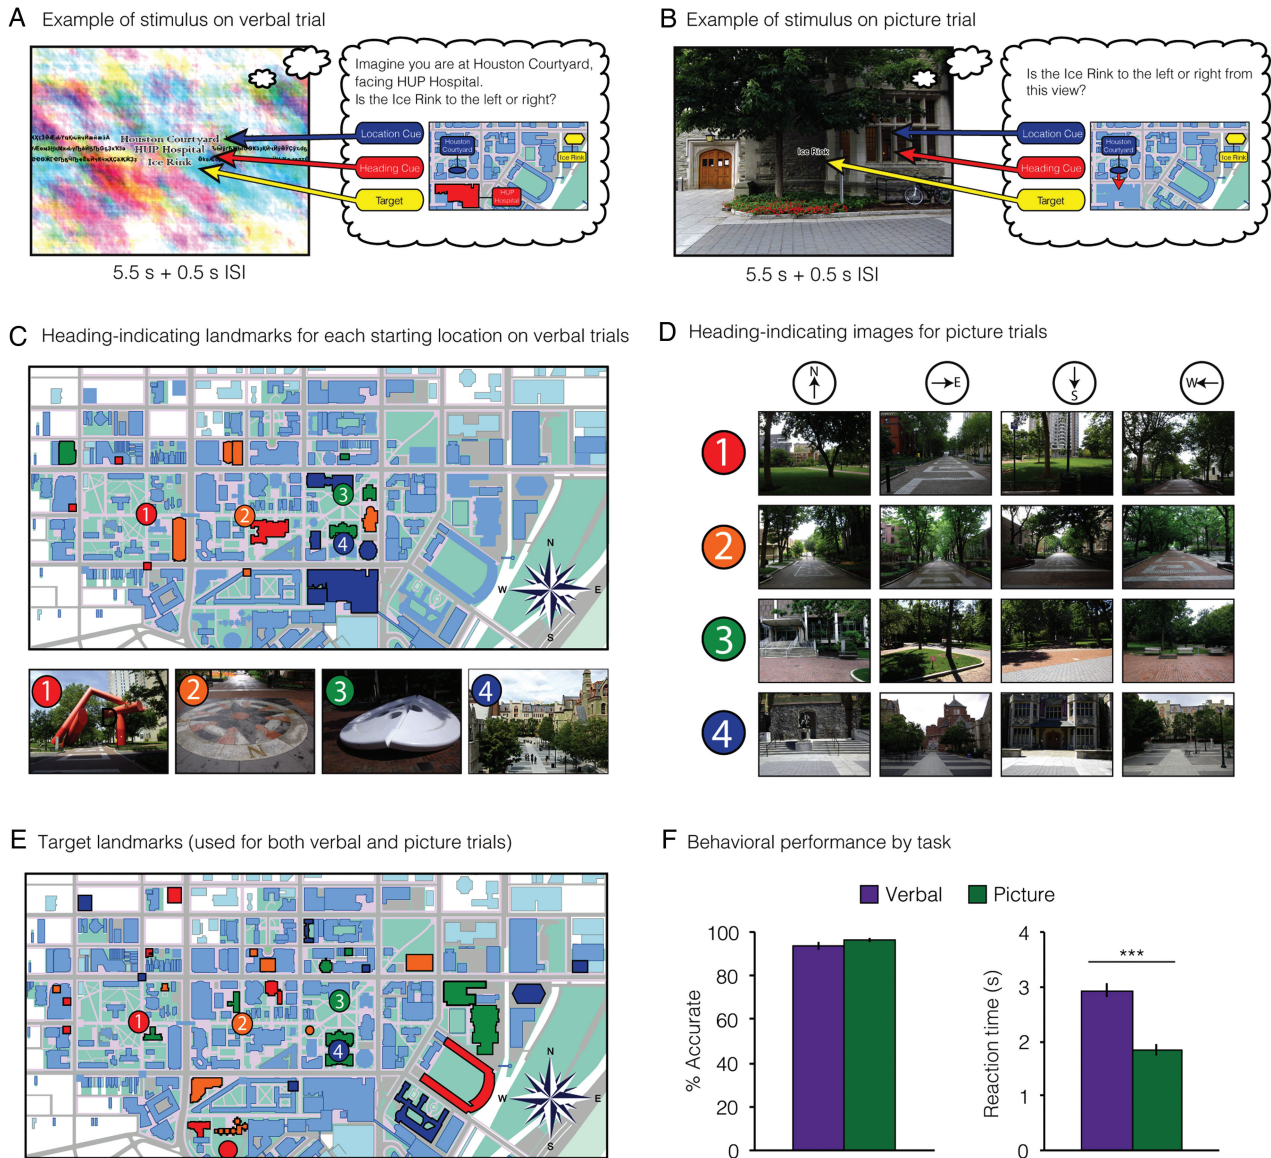 A Example of stimulus on verbal trial
Houston Courtyard
HUP Hospital
Ice Rink
Imagine you are at Houston Courtyard,
facing HUP Hospital.
Is the Ice Rink to the left or right?
Location Cue
Heading Cue
Target
Houston
Courtyard
Ice Rink
HUP
Hospital
5.5 s + 0.5 s ISI
B Example of stimulus on picture trial
Ice Rink
Is the Ice Rink to the left or right from
this view?
Location Cue
Heading Cue
Target
Houston
Courtyard
Ice Rink
5.5 s + 0.5 s ISI
C Heading-indicating landmarks for each starting location on verbal trials
1
2
3
4
N
W
E
S
1
2
3
4
D Heading-indicating images for picture trials
N
E
S
W
1
2
3
4
E Target landmarks (used for both verbal and picture trials)
1
2
3
4
N
W
E
S
F Behavioral performance by task
Verbal
Picture
% Accurate
100
80
60
40
20
0
Reaction time (s)
4
3
2
1
0
***